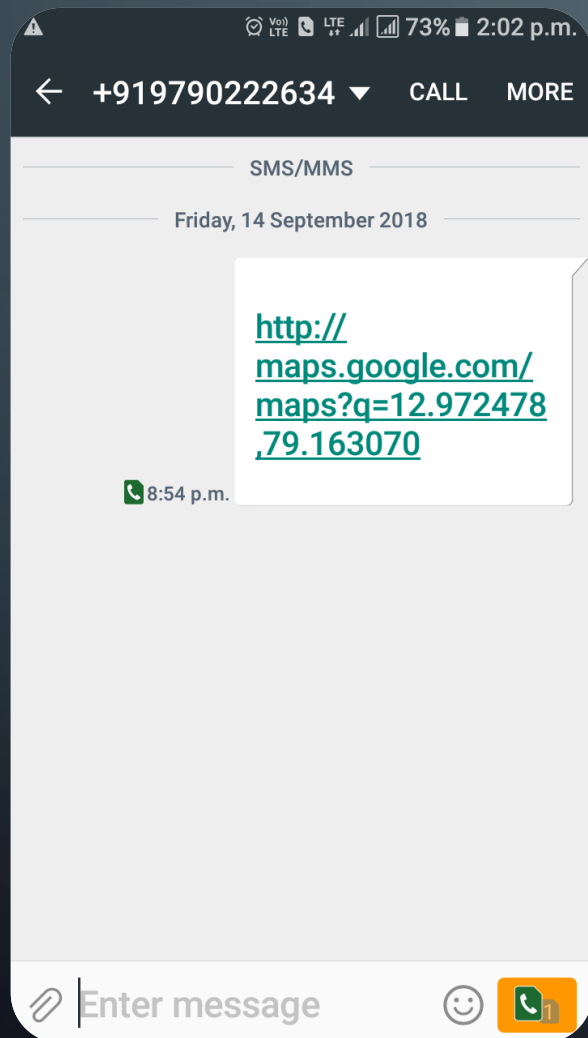 Vo)) LTE LTE 73% 2:02 p.m.
+919790222634 CALL MORE
SMS/MMS
Friday, 14 September 2018
http://
maps.google.com/
maps?q=12.972478
,79.163070
8:54 p.m.
Enter message
1